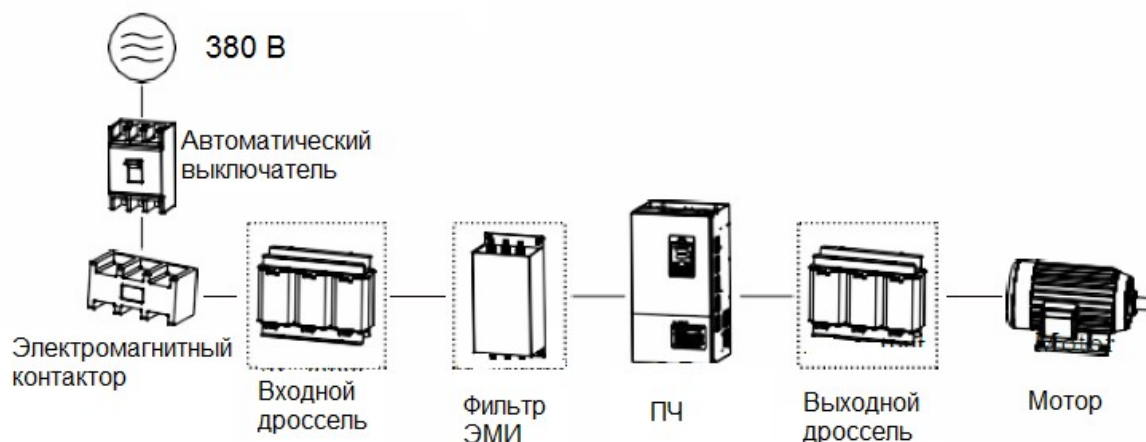 380 В
Автоматический
выключатель
Электромагнитный
контактор
Входной
дроссель
Фильтр
ЭМИ
ПЧ
Выходной
дроссель
Мотор